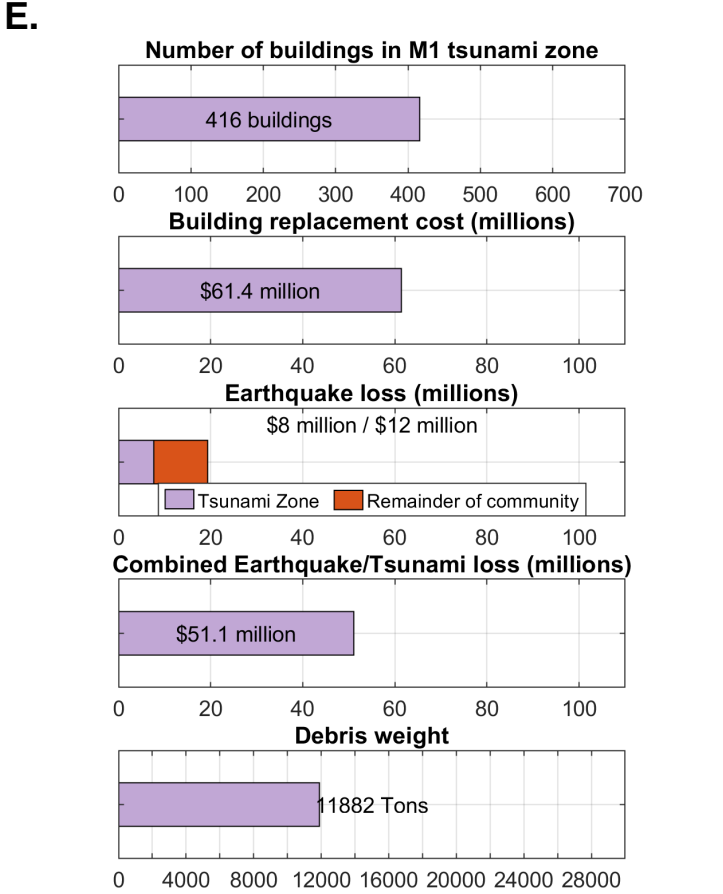 E.
Number of buildings in M1 tsunami zone
416 buildings
0 100 200 300 400 500 600 700
Building replacement cost (millions)
$61.4 million
0 20 40 60 80 100
Earthquake loss (millions)
$8 million / $12 million
Tsunami Zone Remainder of community
0 20 40 60 80 100
Combined Earthquake/Tsunami loss (millions)
$51.1 million
0 20 40 60 80 100
Debris weight
11882 Tons
0 4000 8000 12000 16000 20000 24000 28000